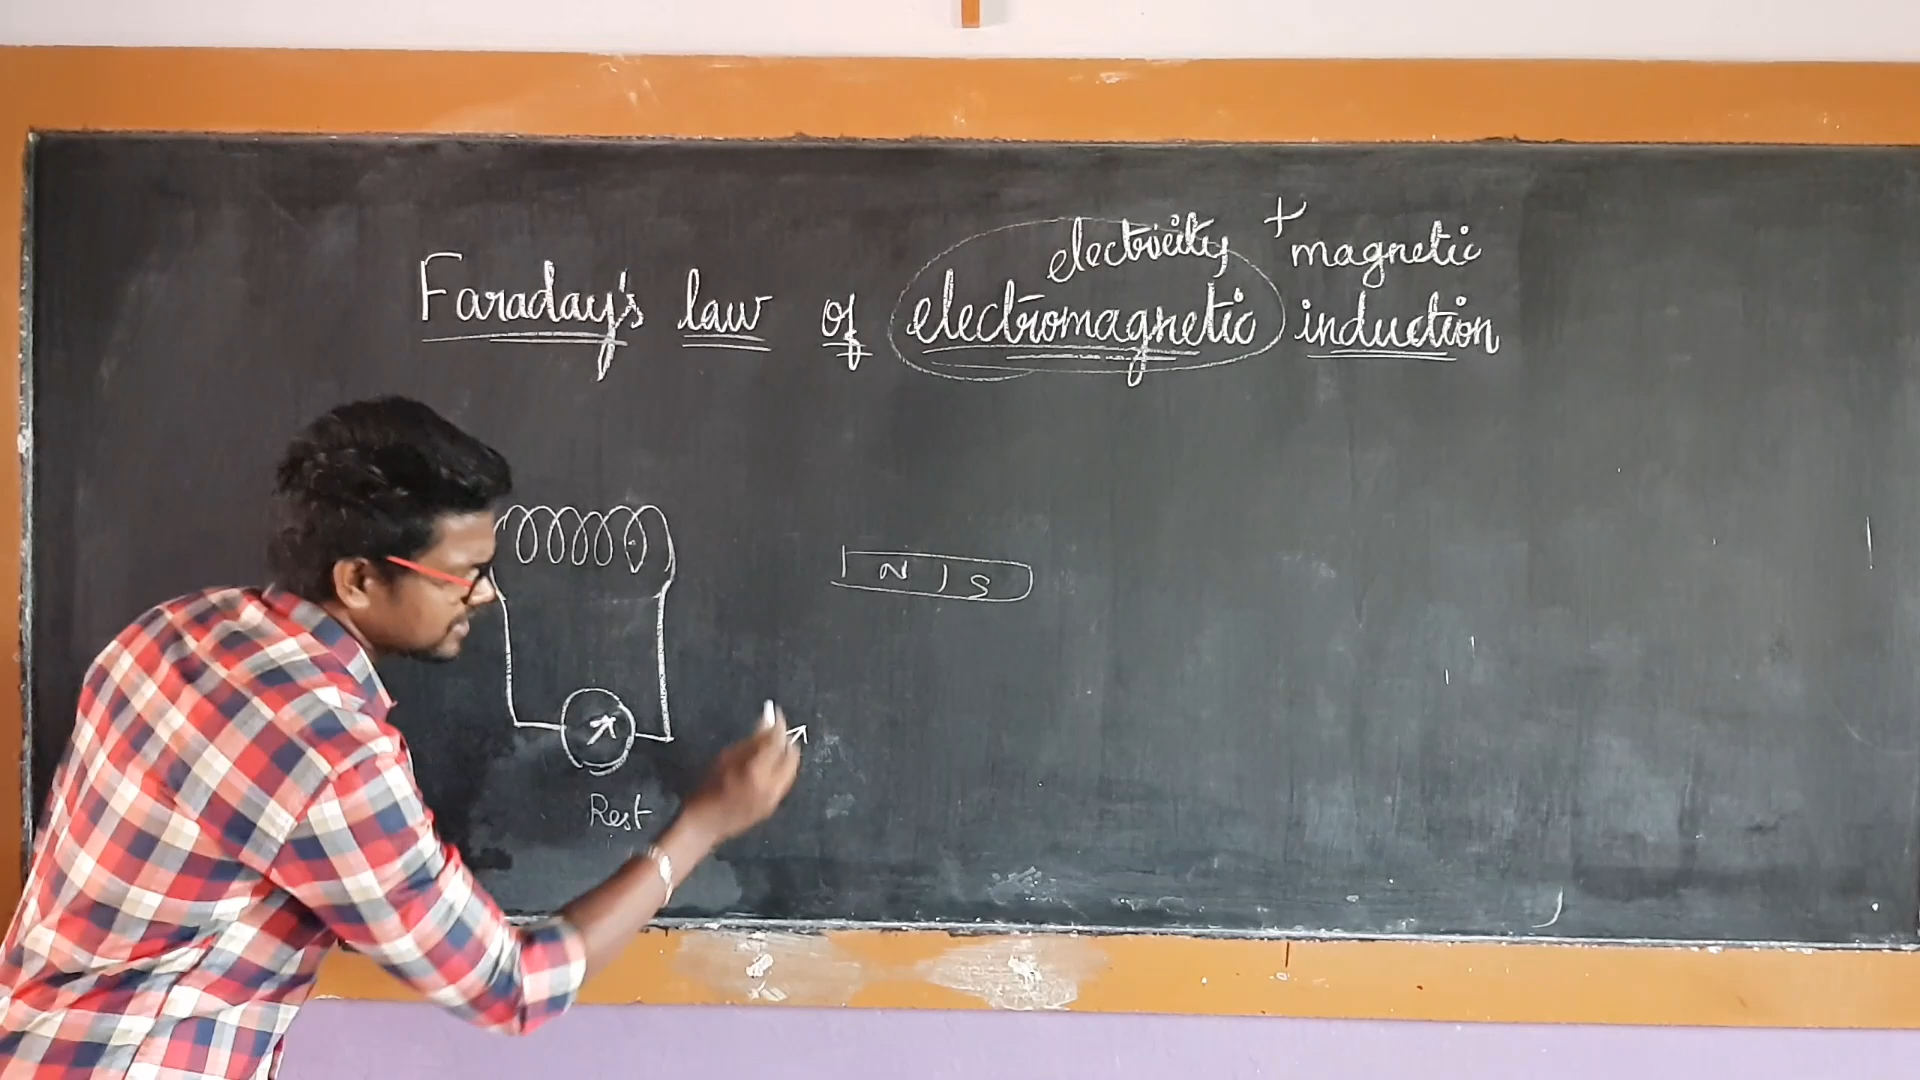 electricity + magnetic
Faraday's law of electromagnetic induction
N S
Rest